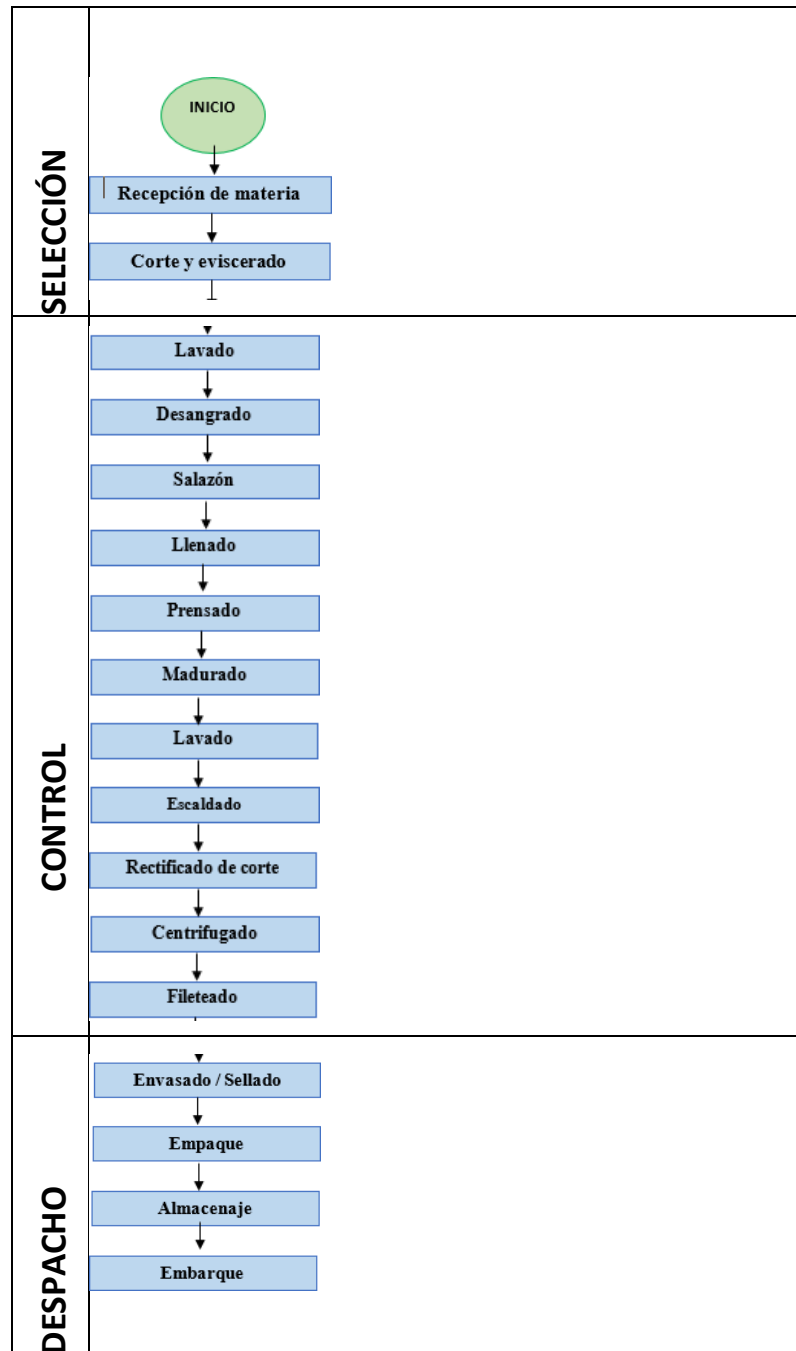 SELECCIÓN
INICIO
Recepción de materia
Corte y eviscerado
CONTROL
Lavado
Desangrado
Salazón
Llenado
Prensado
Madurado
Lavado
Escaldado
Rectificado de corte
Centrifugado
Fileteado
DESPACHO
Envasado / Sellado
Empaque
Almacenaje
Embarque